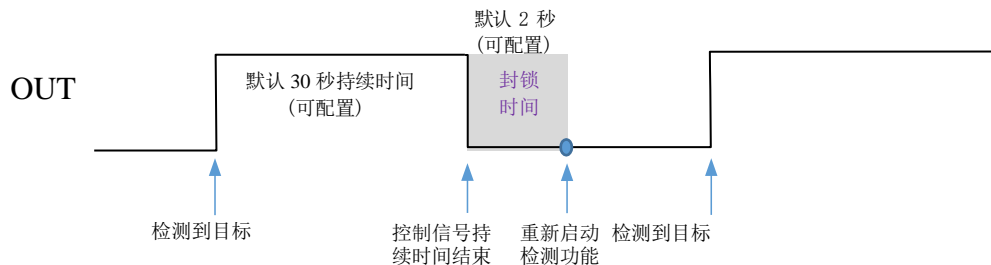 默认 2 秒
(可配置)
OUT
默认 30 秒持续时间
(可配置)
封锁
时间
检测到目标
控制信号持
续时间结束
重新启动
检测功能
检测到目标